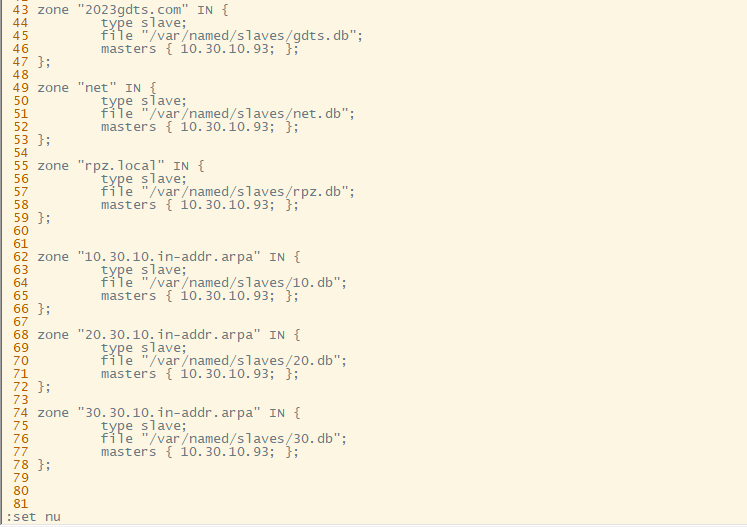 43 zone "2023gdts.com" IN {
44         type slave;
45         file "/var/named/slaves/gdts.db";
46         masters { 10.30.10.93; };
47 };
48
49 zone "net" IN {
50         type slave;
51         file "/var/named/slaves/net.db";
52         masters { 10.30.10.93; };
53 };
54
55 zone "rpz.local" IN {
56         type slave;
57         file "/var/named/slaves/rpz.db";
58         masters { 10.30.10.93; };
59 };
60
61
62 zone "10.30.10.in-addr.arpa" IN {
63         type slave;
64         file "/var/named/slaves/10.db";
65         masters { 10.30.10.93; };
66 };
67
68 zone "20.30.10.in-addr.arpa" IN {
69         type slave;
70         file "/var/named/slaves/20.db";
71         masters { 10.30.10.93; };
72 };
73
74 zone "30.30.10.in-addr.arpa" IN {
75         type slave;
76         file "/var/named/slaves/30.db";
77         masters { 10.30.10.93; };
78 };
79
80
81
:set nu